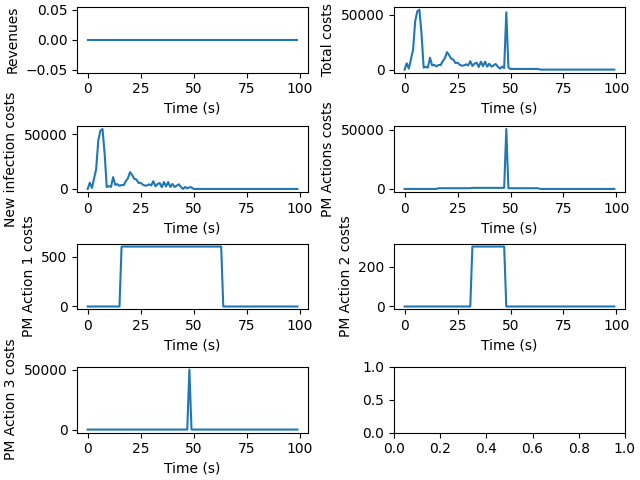 Revenues
0.05
0.00
−0.05
0 25 50 75 100
Time (s)
Total costs
50000
0
0 25 50 75 100
Time (s)
New infection costs
50000
0
0 25 50 75 100
Time (s)
PM Actions costs
50000
0
0 25 50 75 100
Time (s)
PM Action 1 costs
500
0
0 25 50 75 100
Time (s)
PM Action 2 costs
200
0
0 25 50 75 100
Time (s)
PM Action 3 costs
50000
0
0 25 50 75 100
Time (s)
1.0
0.5
0.0
0.0 0.2 0.4 0.6 0.8 1.0